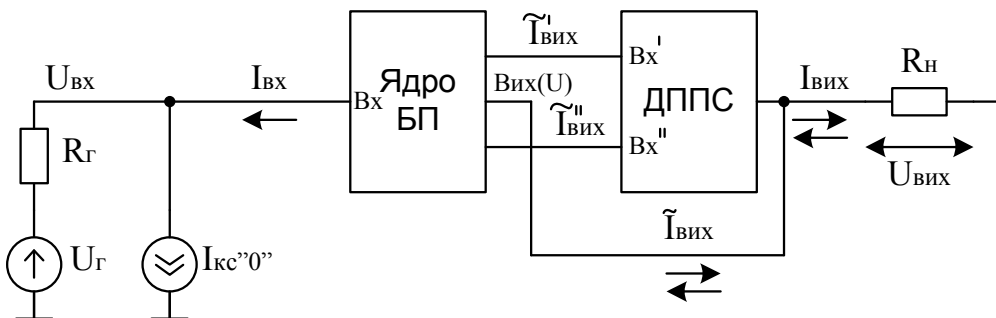 Ĩ'вих
Uвх
Iвх
Вх
Ядро
БП
Вих(U)
Ĩ"вих
Вх'
ДППС
Вх"
Iвих
Rн
Uвих
Rг
Uг
Iкс”0”
Ĩвих